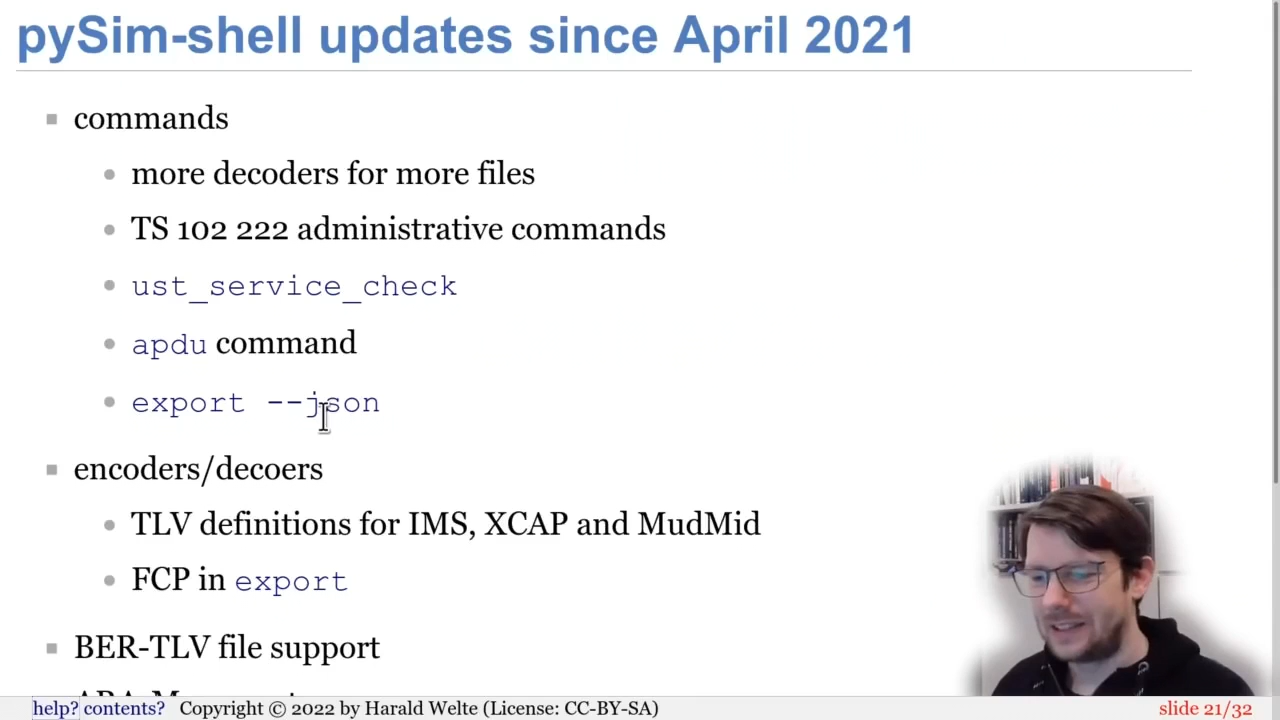 pySim-shell updates since April 2021
commands
more decoders for more files
TS 102 222 administrative commands
ust_service_check
apdu command
export --json
encoders/decoers
TLV definitions for IMS, XCAP and MudMid
FCP in export
BER-TLV file support
help? contents? Copyright © 2022 by Harald Welte (License: CC-BY-SA) slide 21/32